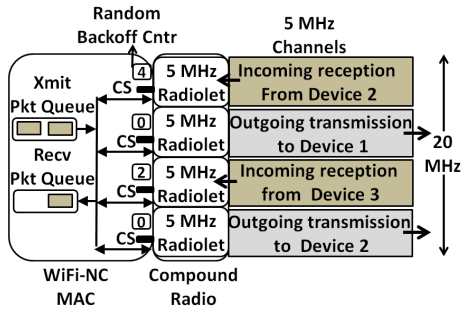 Random
Backoff Cntr
5 MHz
Channels
Xmit
Pkt Queue
Recv
Pkt Queue
4
CS
5 MHz
Radiolet
Incoming reception
From Device 2
0
CS
5 MHz
Radiolet
Outgoing transmission
to Device 1
2
CS
5 MHz
Radiolet
Incoming reception
from Device 3
0
CS
5 MHz
Radiolet
Outgoing transmission
to Device 2
20
MHz
WiFi-NC
MAC
Compound
Radio